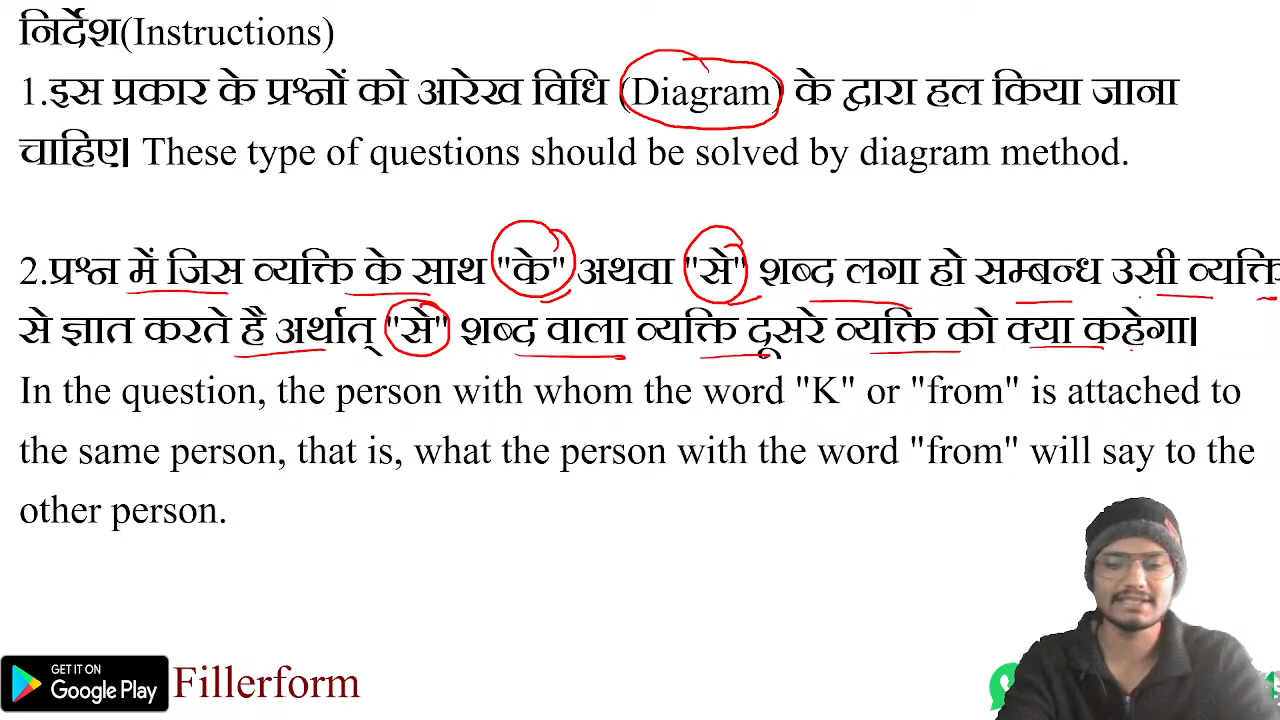 निर्देश(Instructions)
1.इस प्रकार के प्रश्नों को आरेख विधि (Diagram) के द्वारा हल किया जाना
चाहिए। These type of questions should be solved by diagram method.
2.प्रश्न में जिस व्यक्ति के साथ "के" अथवा "से" शब्द लगा हो सम्बन्ध उसी व्यक्ति
से ज्ञात करते है अर्थात् "से" शब्द वाला व्यक्ति दूसरे व्यक्ति को क्या कहेगा।
In the question, the person with whom the word "K" or "from" is attached to
the same person, that is, what the person with the word "from" will say to the
other person.
GET IT ON
Google Play
Fillerform